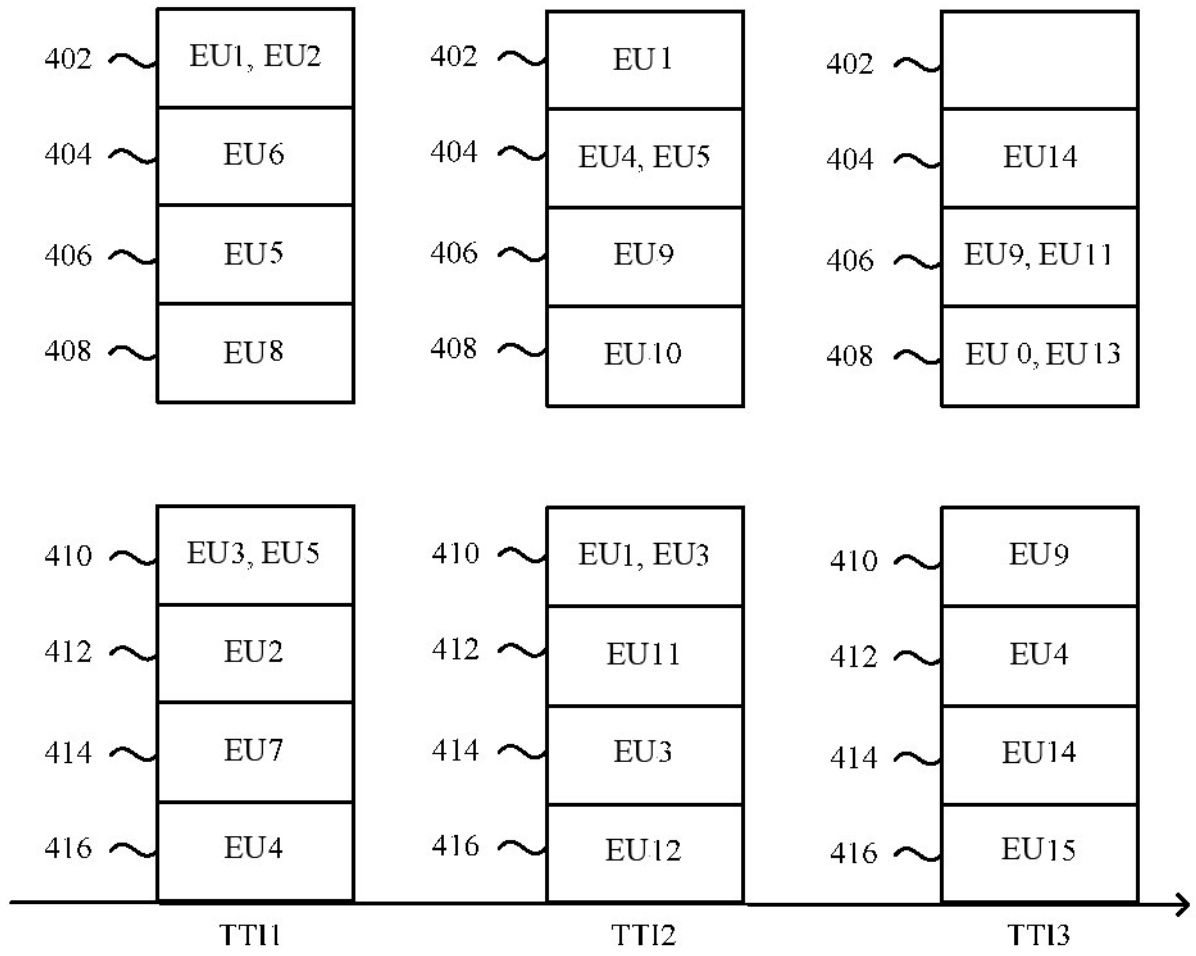 402 EU1, EU2 402 EU1 402
404 EU6 404 EU4, EU5 404 EU14
406 EU5 406 EU9 406 EU9, EU11
408 EU8 408 EU10 408 EU 0, EU13
410 EU3, EU5 410 EU1, EU3 410 EU9
412 EU2 412 EU11 412 EU4
414 EU7 414 EU3 414 EU14
416 EU4 416 EU12 416 EU15
TTI1 TTI2 TTI3